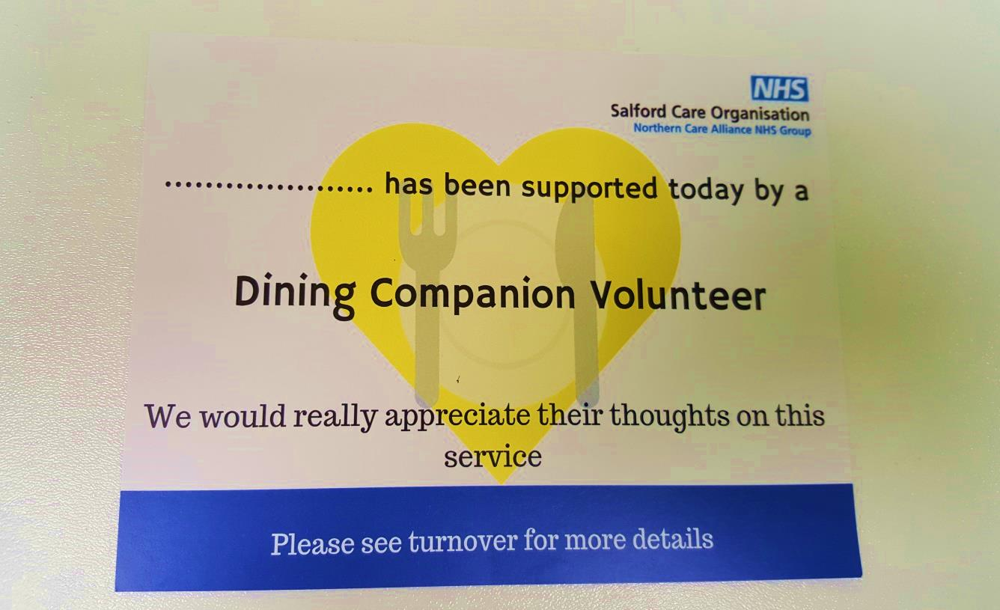 NHS
Salford Care Organisation
Northern Care Alliance NHS Group
..................... has been supported today by a
Dining Companion Volunteer
We would really appreciate their thoughts on this
service
Please see turnover for more details